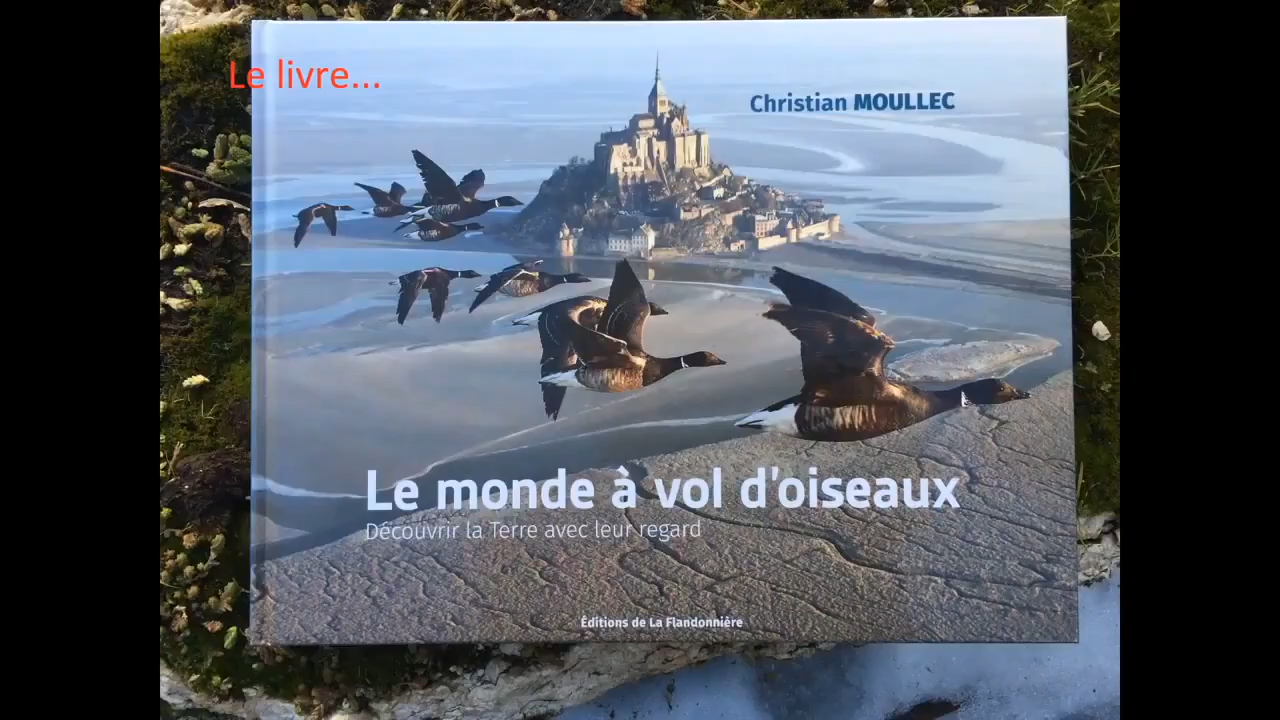 Le livre...
Christian MOULLEC
Le monde à vol d'oiseaux
Découvrir la Terre avec leur regard
Éditions de La Flandonnière